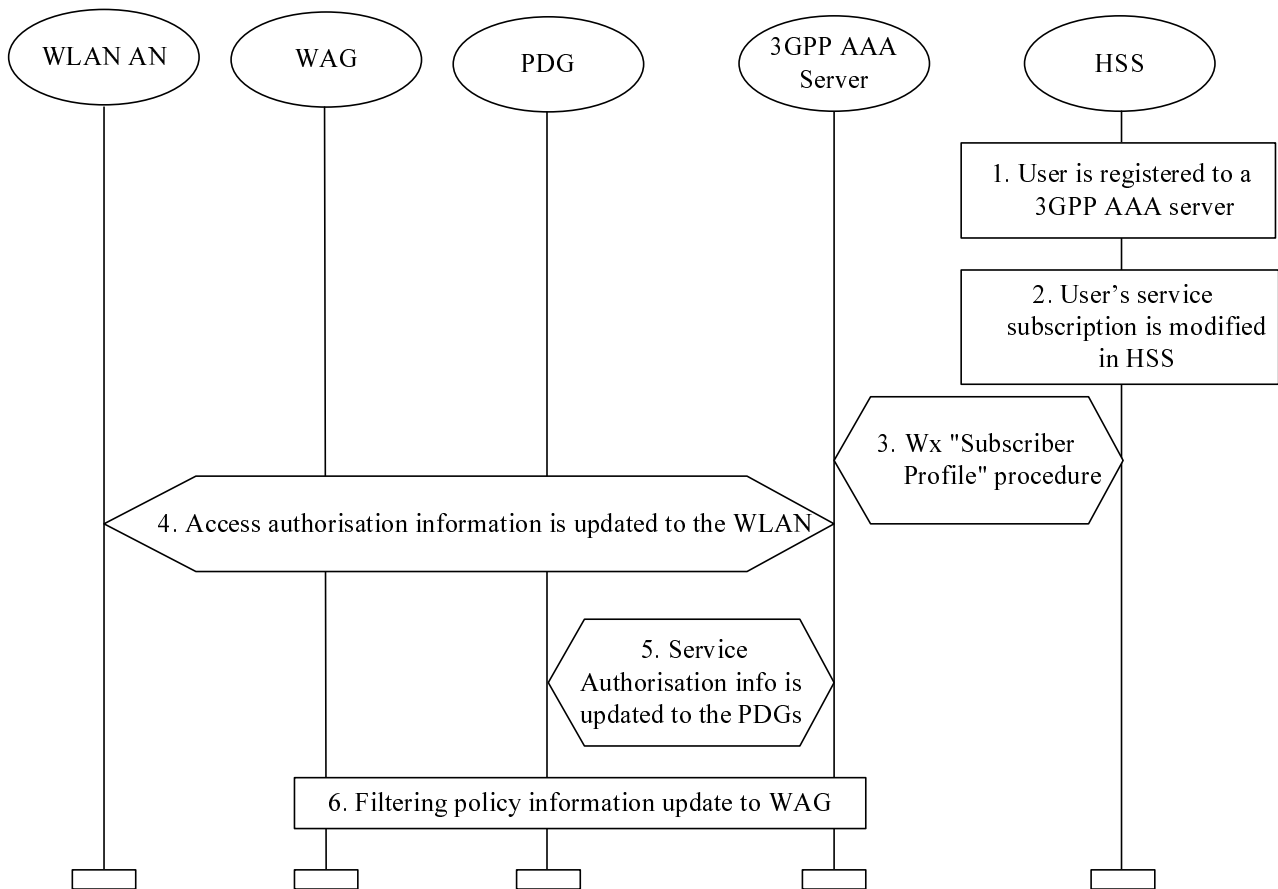 WLAN AN
WAG
PDG
3GPP AAA
Server
HSS
1. User is registered to a
3GPP AAA server
2. User’s service
subscription is modified
in HSS
3. Wx "Subscriber
Profile" procedure
4. Access authorisation information is updated to the WLAN
5. Service
Authorisation info is
updated to the PDGs
6. Filtering policy information update to WAG